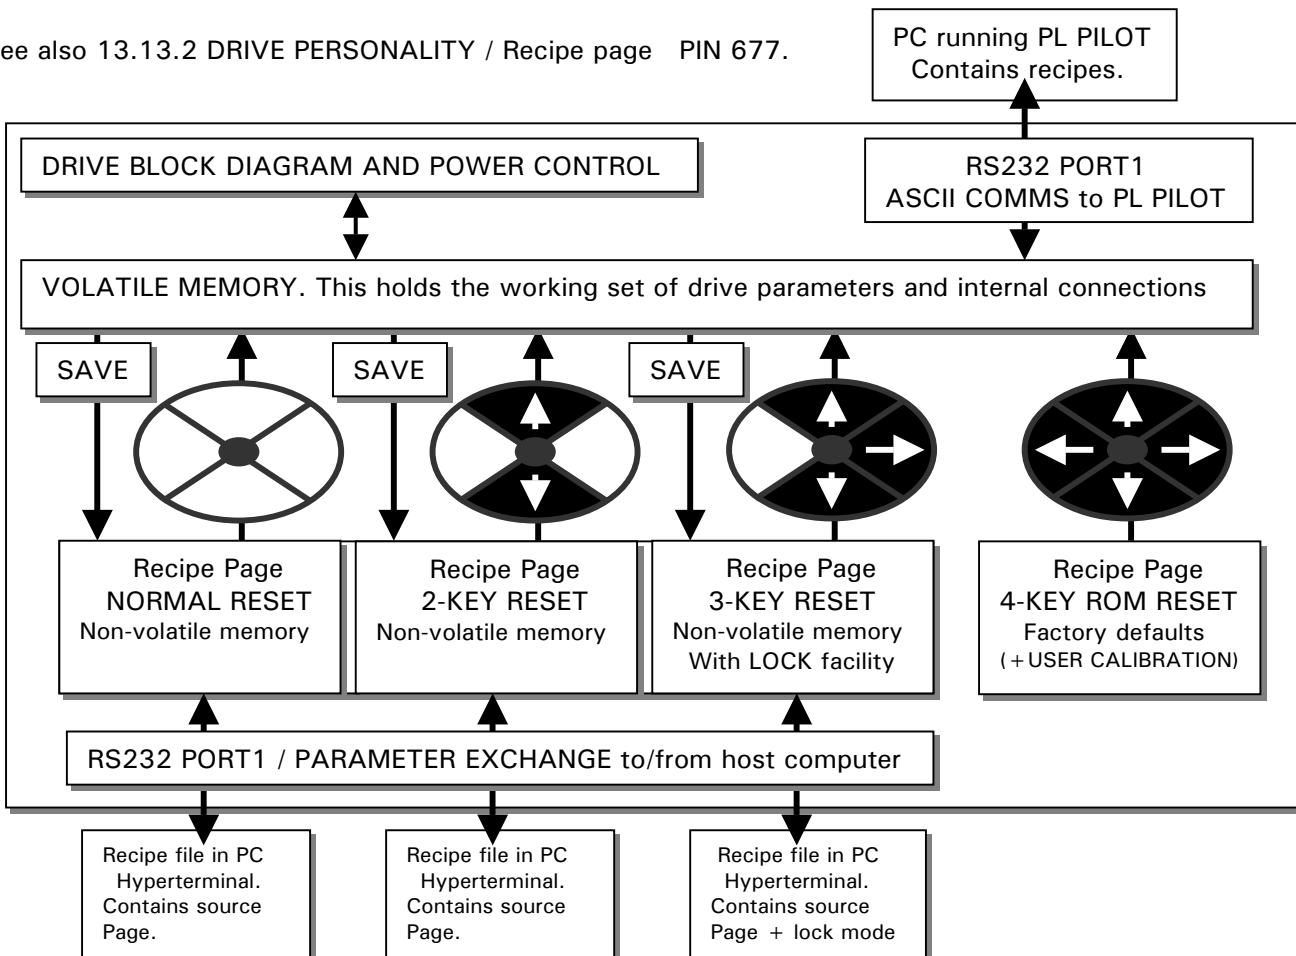 ee also 13.13.2 DRIVE PERSONALITY / Recipe page PIN 677.
PC running PL PILOT
Contains recipes.
DRIVE BLOCK DIAGRAM AND POWER CONTROL
RS232 PORT1
ASCII COMMS to PL PILOT
VOLATILE MEMORY. This holds the working set of drive parameters and internal connections
SAVE
SAVE
SAVE
Recipe Page
NORMAL RESET
Non-volatile memory
Recipe Page
2-KEY RESET
Non-volatile memory
Recipe Page
3-KEY RESET
Non-volatile memory
With LOCK facility
Recipe Page
4-KEY ROM RESET
Factory defaults
(+USER CALIBRATION)
RS232 PORT1 / PARAMETER EXCHANGE to/from host computer
Recipe file in PC
Hyperterminal.
Contains source
Page.
Recipe file in PC
Hyperterminal.
Contains source
Page.
Recipe file in PC
Hyperterminal.
Contains source
Page + lock mode